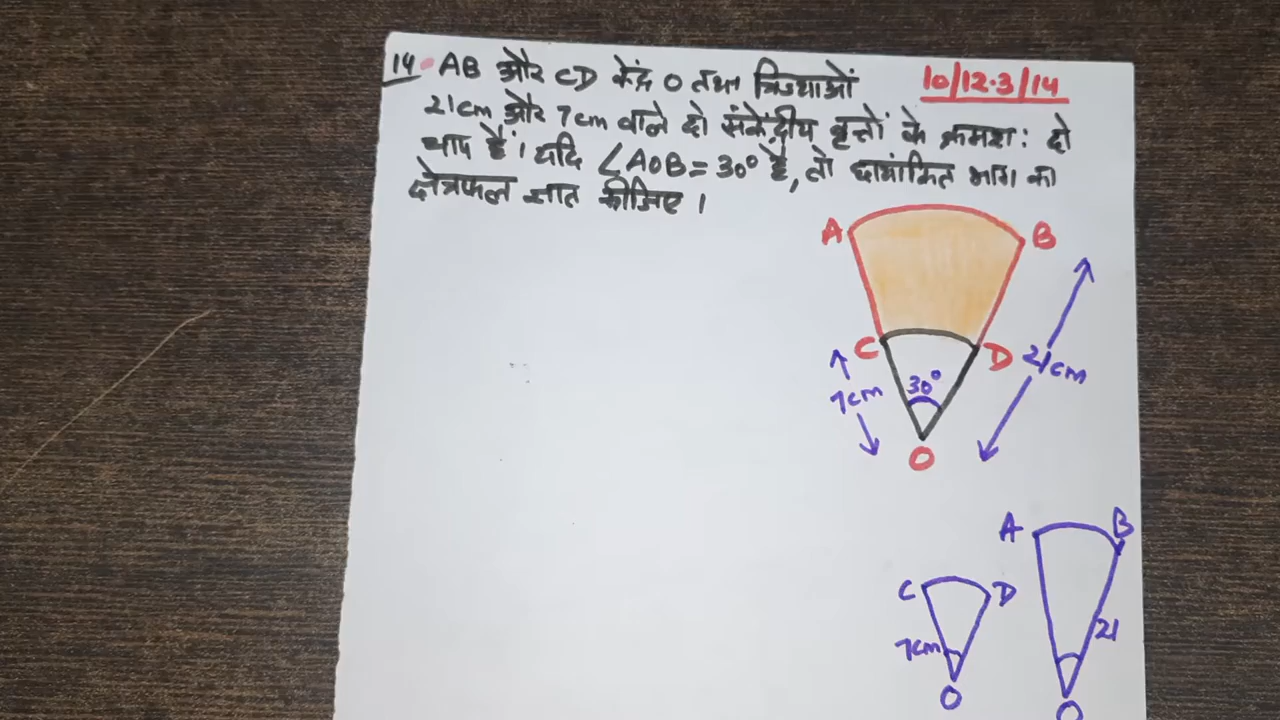 14. AB और CD केंद्र O तथा त्रिज्याओं
10/12.3/14
21cm और 7cm वाले दो संकेंद्रीय वृत्तों के क्रमश: दो
चाप हैं। यदि ∠AOB = 30° है, तो छायांकित भाग का
क्षेत्रफल ज्ञात कीजिए।
A
B
C
D
21cm
7cm
30°
O
A
B
C
D
21
7cm
O
O